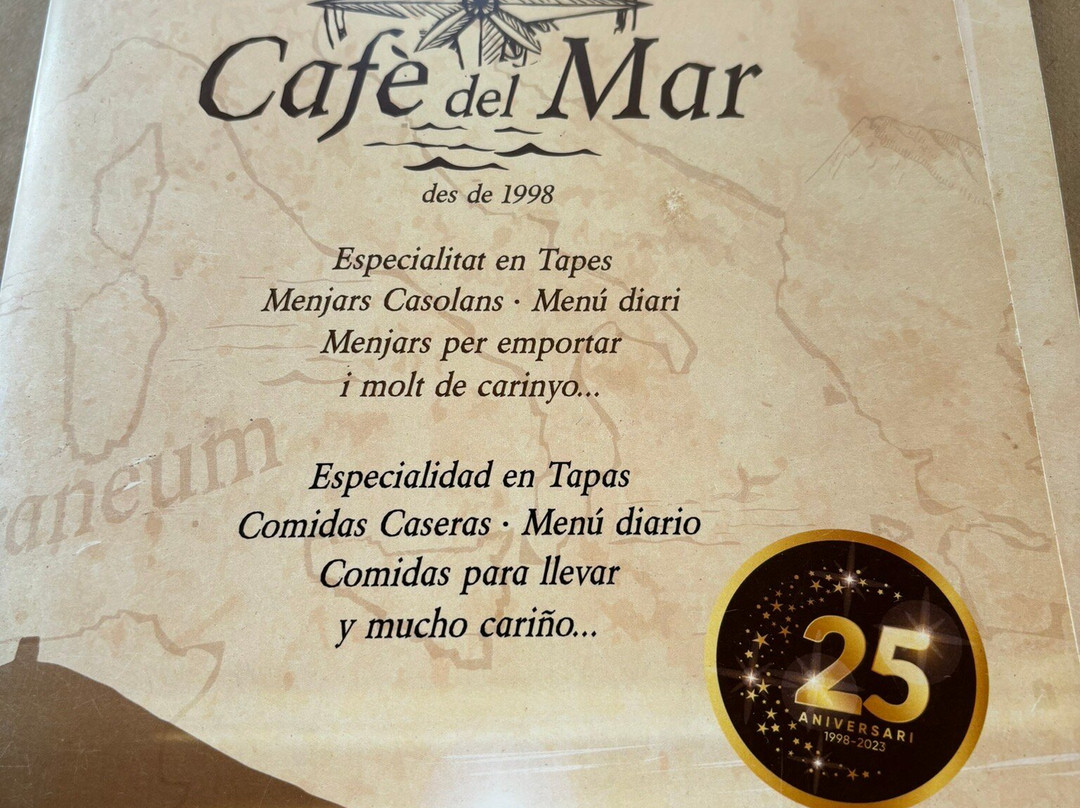 Cafè del Mar
des de 1998
Especialitat en Tapes
Menjars Casolans · Menú diari
Menjars per emportar
i molt de carinyo...
raneum
Especialidad en Tapas
Comidas Caseras · Menú diario
Comidas para llevar
y mucho cariño...
25
ANIVERSARI
1998-2023